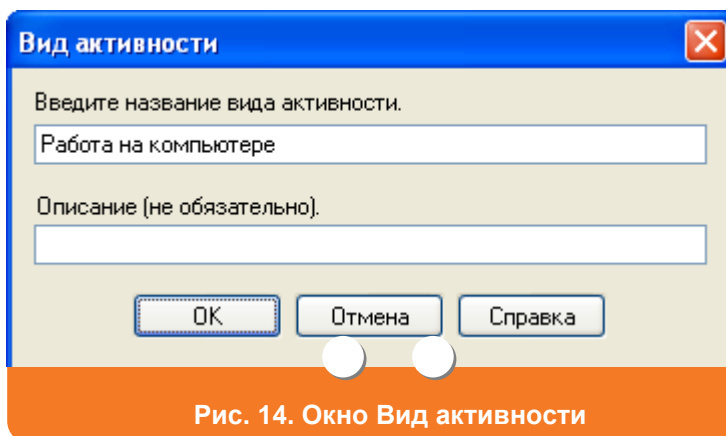 Вид активности
Введите название вида активности.
Работа на компьютере
Описание (не обязательно).
ОК Отмена Справка
Рис. 14. Окно Вид активности